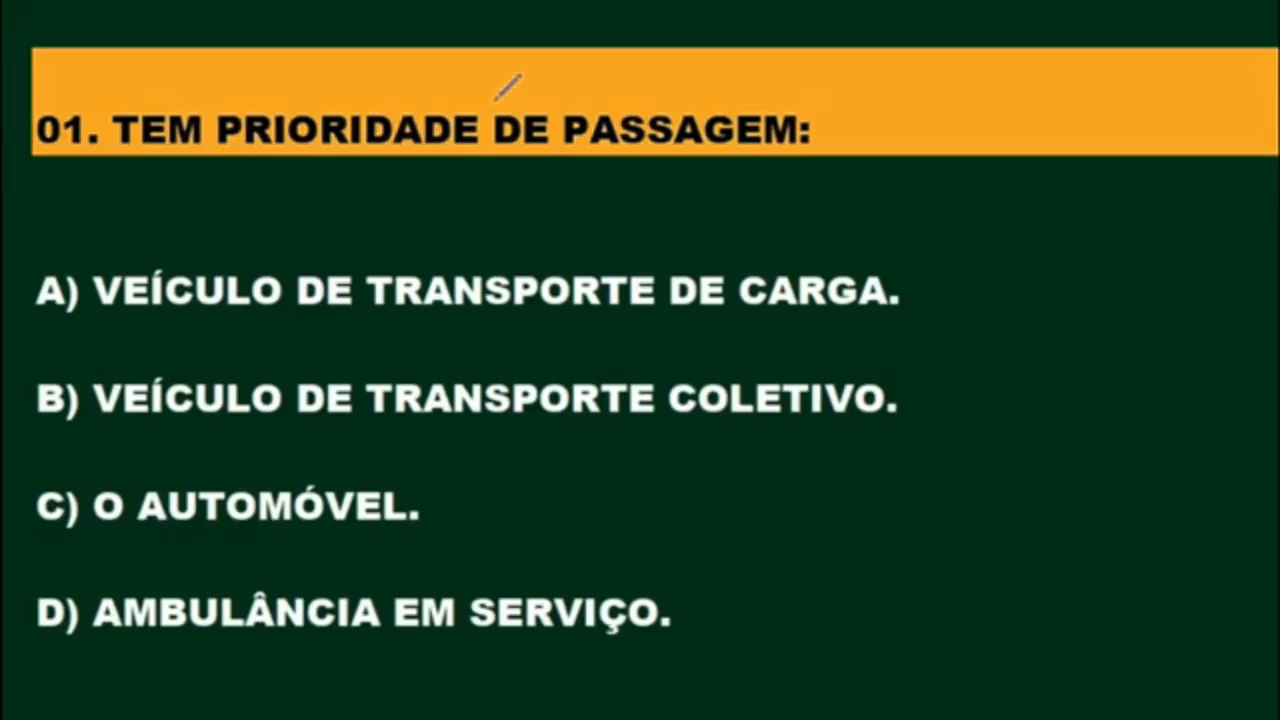 01. TEM PRIORIDADE DE PASSAGEM:
A) VEÍCULO DE TRANSPORTE DE CARGA.
B) VEÍCULO DE TRANSPORTE COLETIVO.
C) O AUTOMÓVEL.
D) AMBULÂNCIA EM SERVIÇO.